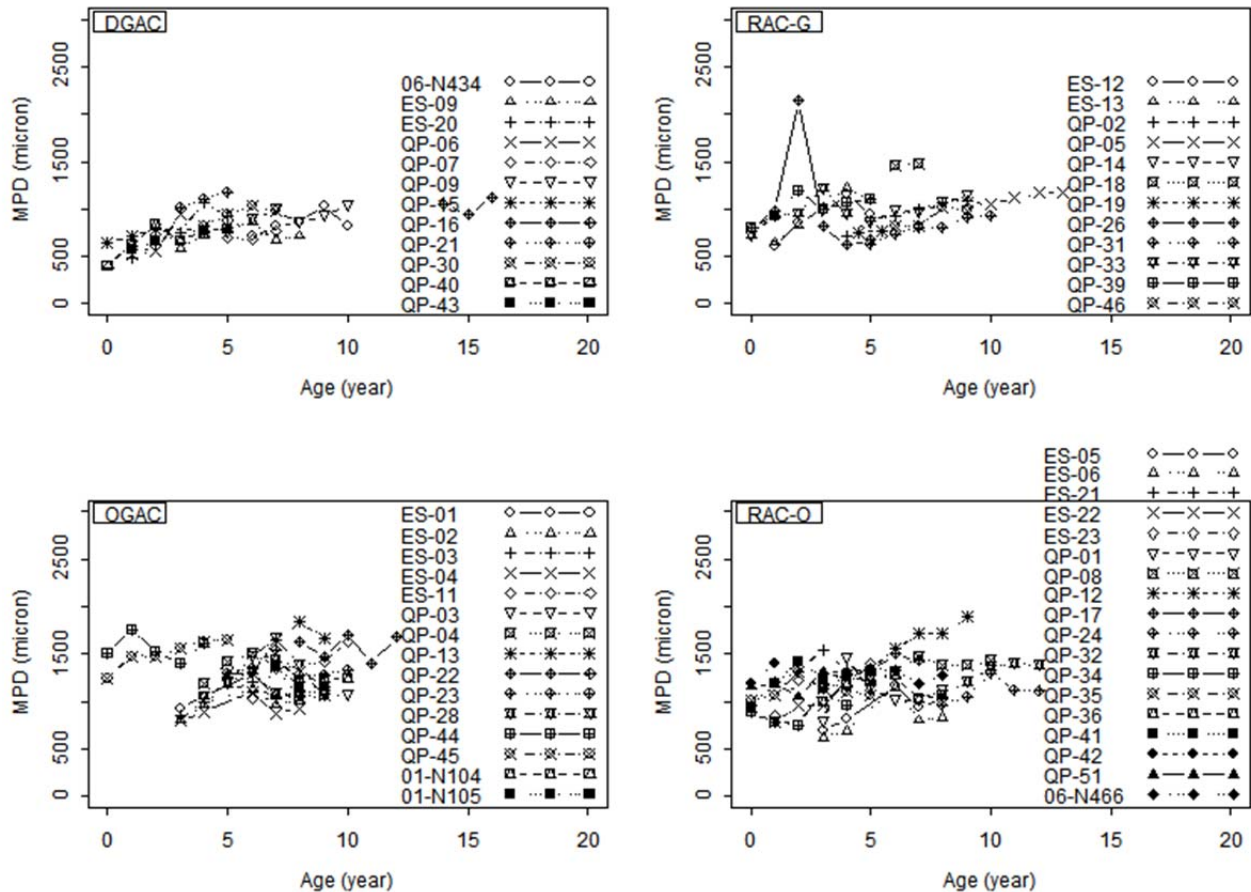 DGAC
MPD (micron)
2500
1500
500
0
06-N434
ES-09
ES-20
QP-06
QP-07
QP-09
QP-15
QP-16
QP-21
QP-30
QP-40
QP-43
0 5 10 15 20
Age (year)
RAC-G
MPD (micron)
2500
1500
500
0
ES-12
ES-13
QP-02
QP-05
QP-14
QP-18
QP-19
QP-26
QP-31
QP-33
QP-39
QP-46
0 5 10 15 20
Age (year)
OGAC
MPD (micron)
2500
1500
500
0
ES-01
ES-02
ES-03
ES-04
ES-11
QP-03
QP-04
QP-13
QP-22
QP-23
QP-28
QP-44
QP-45
01-N104
01-N105
0 5 10 15 20
Age (year)
RAC-O
MPD (micron)
2500
1500
500
0
ES-05
ES-06
ES-21
ES-22
ES-23
QP-01
QP-08
QP-12
QP-17
QP-24
QP-32
QP-34
QP-35
QP-36
QP-41
QP-42
QP-51
06-N466
0 5 10 15 20
Age (year)